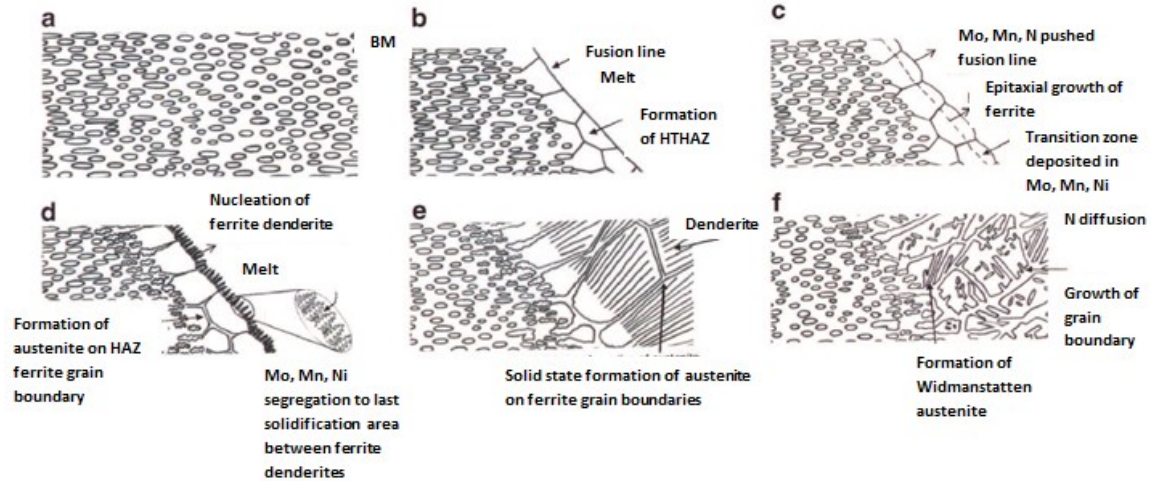 a
BM
b
Fusion line
Melt
Formation
of HTHAZ
c
Mo, Mn, N pushed
fusion line
Epitaxial growth of
ferrite
Transition zone
deposited in
Mo, Mn, Ni
d
Nucleation of
ferrite denderite
Melt
Formation of
austenite on HAZ
ferrite grain
boundary
Mo, Mn, Ni
segregation to last
solidification area
between ferrite
denderites
e
Denderite
Solid state formation of austenite
on ferrite grain boundaries
f
N diffusion
Growth of
grain
boundary
Formation of
Widmanstatten
austenite